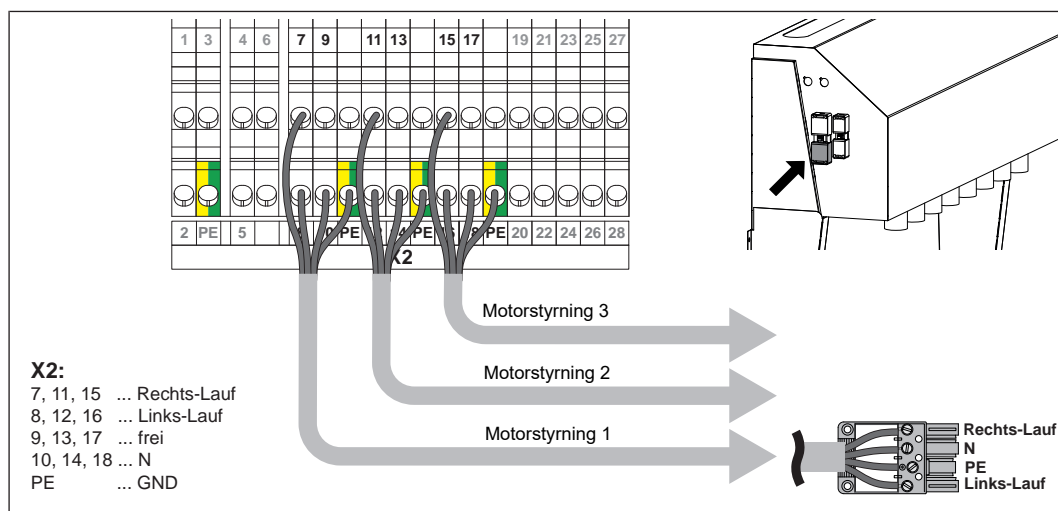 1 3 4 6 7 9 11 13 15 17 19 21 23 25 27
2 PE 5 PE PE PE 20 22 24 26 28
X2
Motorstyrning 3
Motorstyrning 2
Motorstyrning 1
X2:
7, 11, 15 ... Rechts-Lauf
8, 12, 16 ... Links-Lauf
9, 13, 17 ... frei
10, 14, 18 ... N
PE ... GND
Rechts-Lauf
N
PE
Links-Lauf